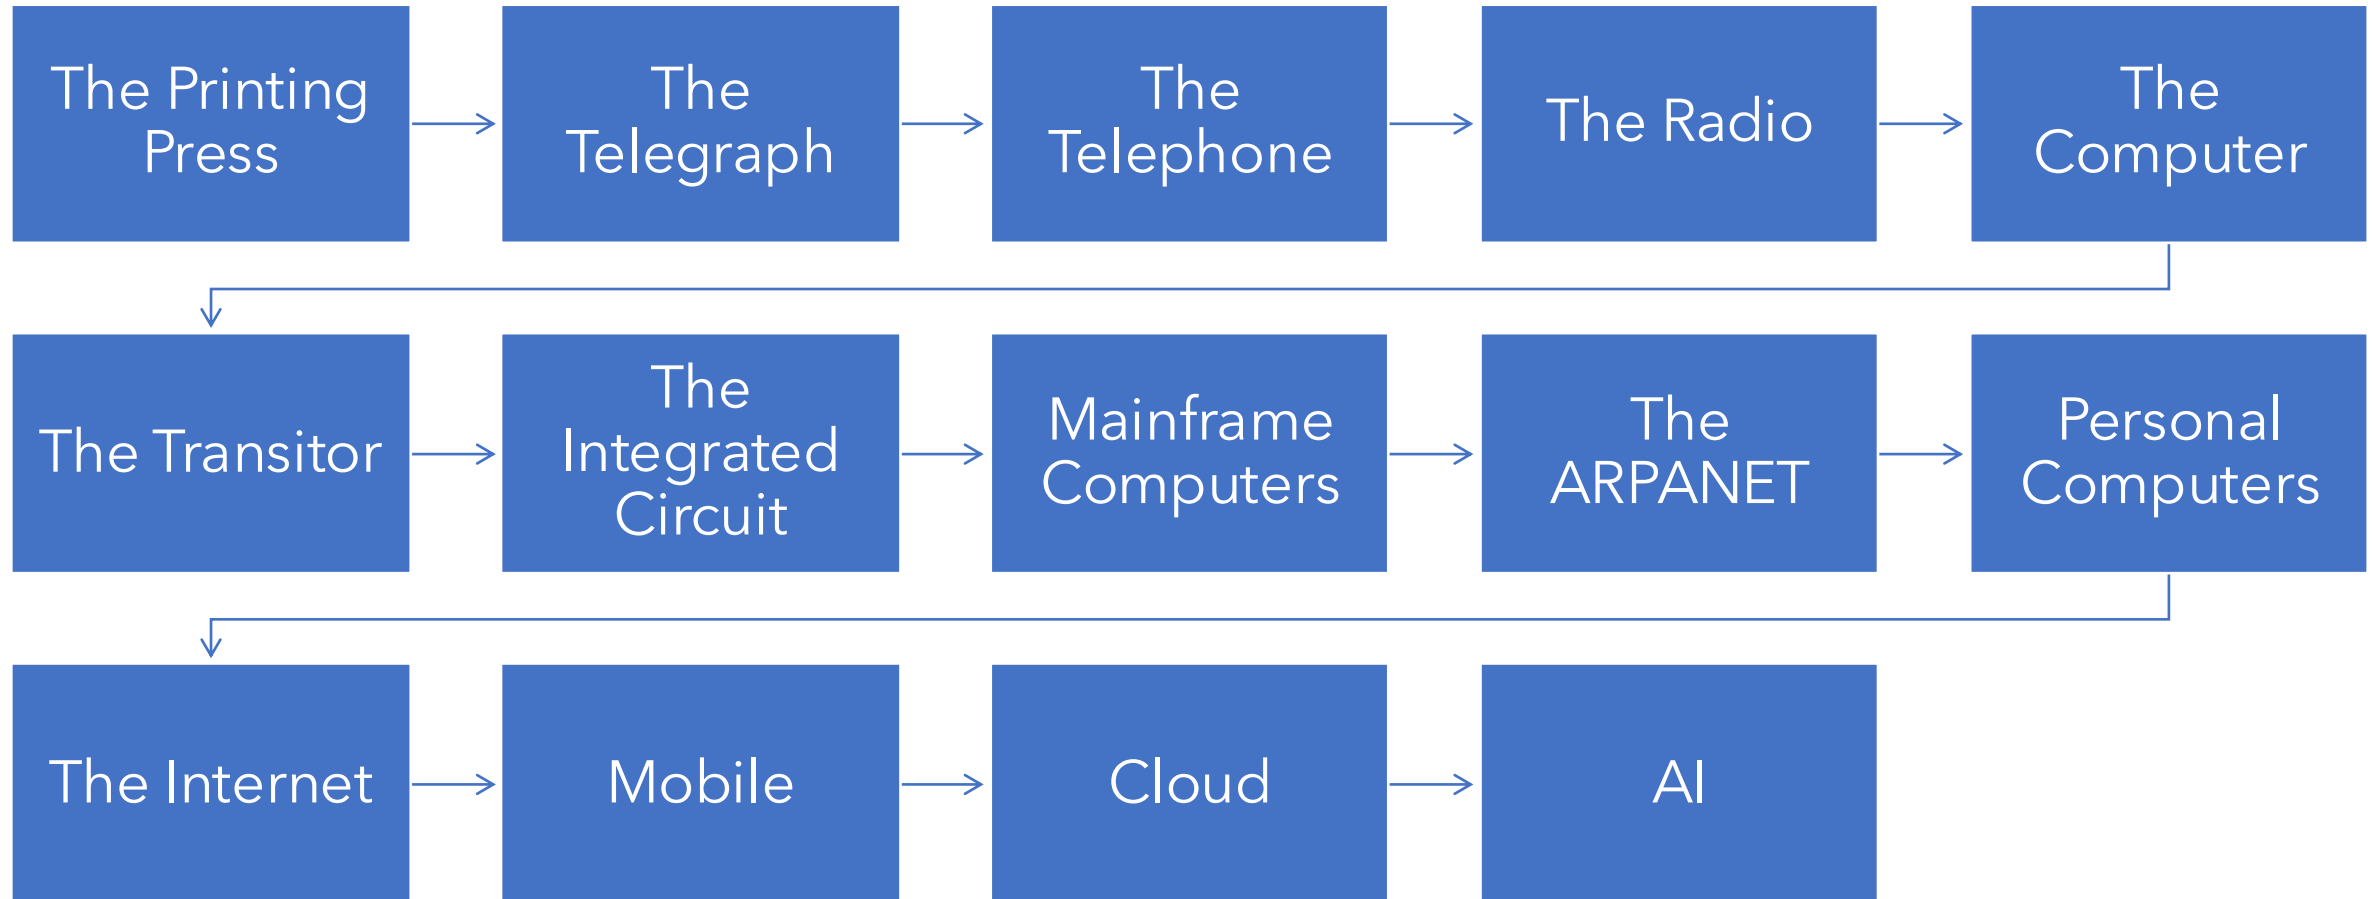 The Printing
Press
The
Telegraph
The
Telephone
The Radio
The
Computer
The Transitor
The
Integrated
Circuit
Mainframe
Computers
The
ARPANET
Personal
Computers
The Internet
Mobile
Cloud
AI